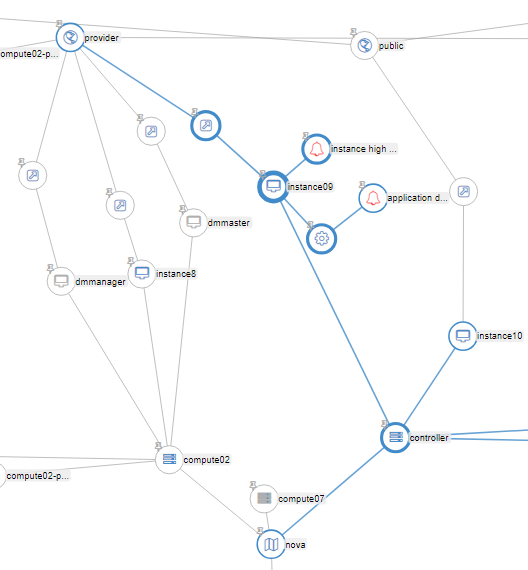 provider
public
ompute02-p...
instance high ...
instance09
application d...
dmmaster
instance8
dmmanager
instance10
controller
compute02
compute02-p...
compute07
nova